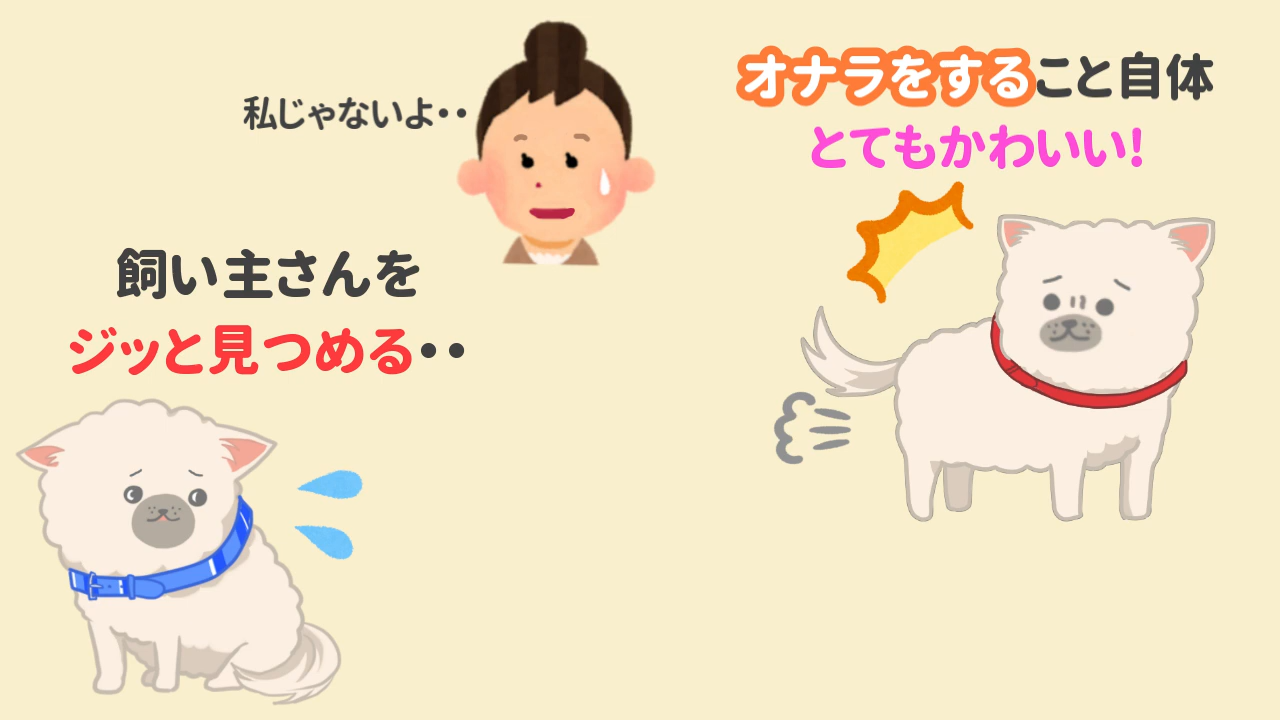 私じゃないよ・・
飼い主さんを
ジッと見つめる・・
オナラをすること自体
とてもかわいい!